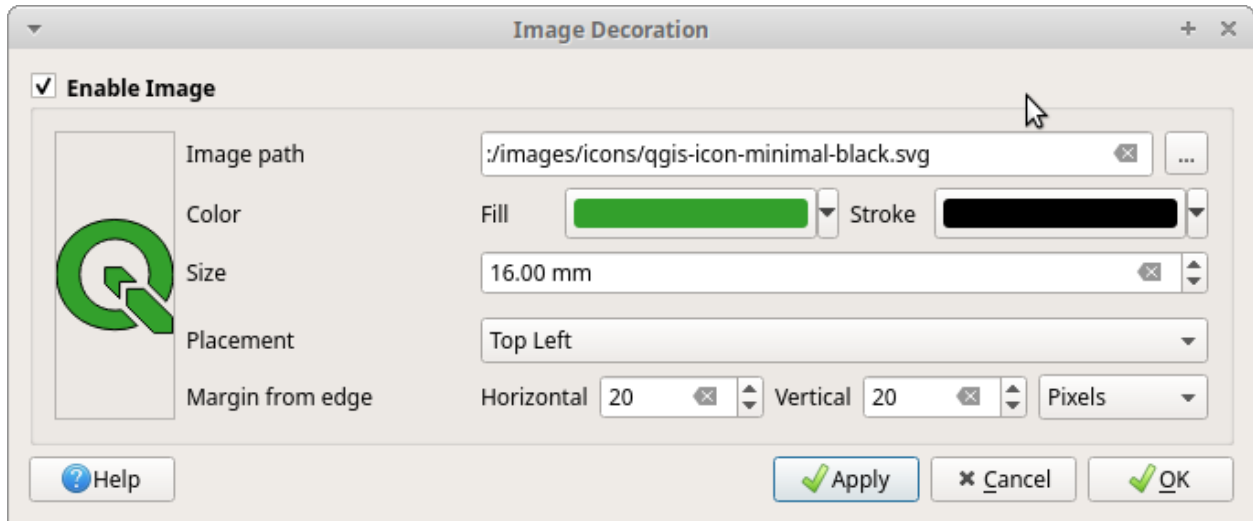 Image Decoration
Enable Image
Image path :/images/icons/qgis-icon-minimal-black.svg ...
Color Fill Stroke
Size 16.00 mm
Placement Top Left
Margin from edge Horizontal 20 Vertical 20 Pixels
Help Apply Cancel OK